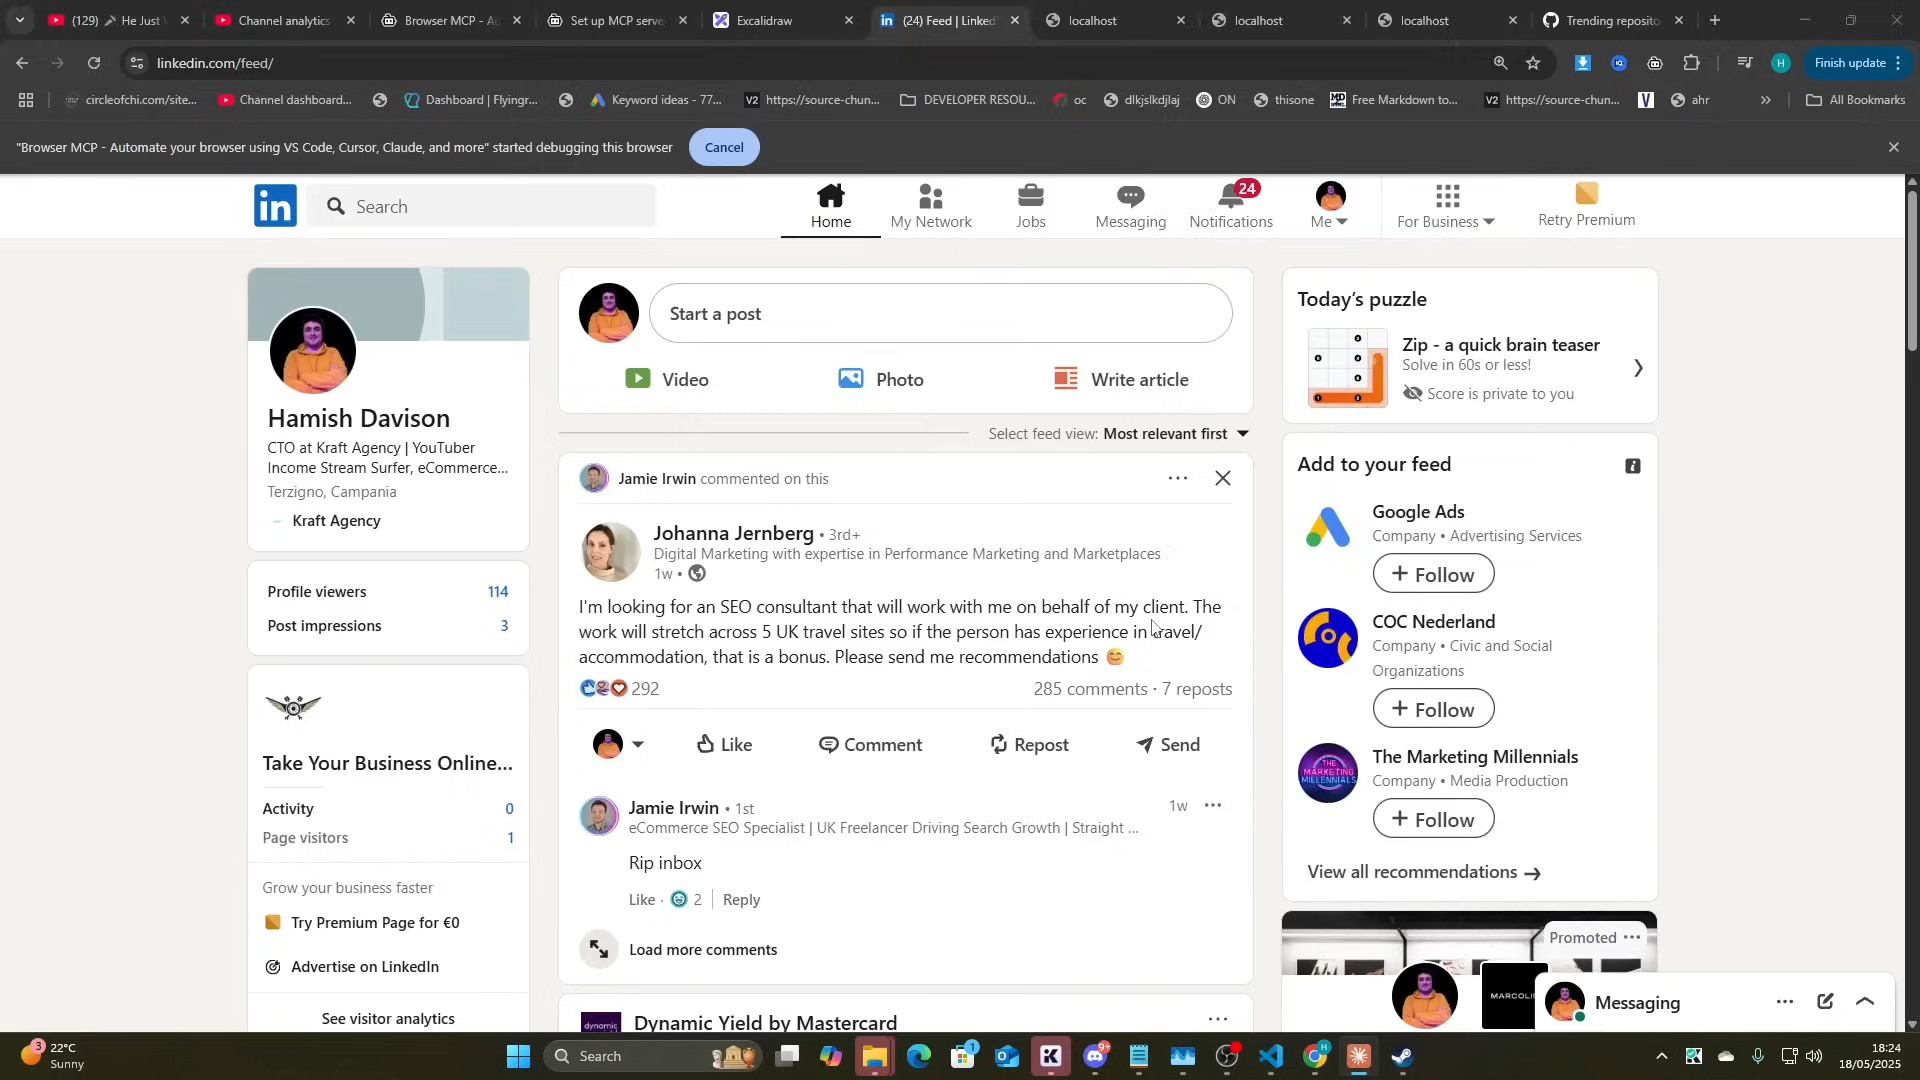 (129) 🎤 He Just
Channel analytics
Browser MCP - Au
Set up MCP serve
Excalidraw
(24) Feed | Linked
localhost
localhost
localhost
Trending reposito
linkedin.com/feed/
Finish update
circleofchi.com/site...
Channel dashboard...
Dashboard | Flyingr...
Keyword ideas - 77...
https://source-chun...
DEVELOPER RESOU...
oc
dlkjslkdjlaj
ON
thisone
Free Markdown to...
https://source-chun...
ahr
All Bookmarks
"Browser MCP - Automate your browser using VS Code, Cursor, Claude, and more" started debugging this browser
Cancel
Search
Home
My Network
Jobs
Messaging
24
Notifications
Me
For Business
Retry Premium
Hamish Davison
CTO at Kraft Agency | YouTuber
Income Stream Surfer, eCommerce...
Terzigno, Campania
Kraft Agency
Profile viewers 114
Post impressions 3
Take Your Business Online...
Activity 0
Page visitors 1
Grow your business faster
Try Premium Page for €0
Advertise on LinkedIn
See visitor analytics
Start a post
Video
Photo
Write article
Select feed view: Most relevant first
Jamie Irwin commented on this
Johanna Jernberg • 3rd+
Digital Marketing with expertise in Performance Marketing and Marketplaces
1w •
I'm looking for an SEO consultant that will work with me on behalf of my client. The
work will stretch across 5 UK travel sites so if the person has experience in travel/
accommodation, that is a bonus. Please send me recommendations 😊
292
285 comments · 7 reposts
Like
Comment
Repost
Send
Jamie Irwin • 1st
1w
eCommerce SEO Specialist | UK Freelancer Driving Search Growth | Straight ...
Rip inbox
Like · 2 | Reply
Load more comments
dynamic
Dynamic Yield by Mastercard
Today's puzzle
Zip - a quick brain teaser
Solve in 60s or less!
Score is private to you
Add to your feed
Google Ads
Company • Advertising Services
+ Follow
COC Nederland
Company • Civic and Social
Organizations
+ Follow
THE MARKETING MILLENNIALS
The Marketing Millennials
Company • Media Production
+ Follow
View all recommendations →
Promoted
MARCOLI
Messaging
3
22°C
Sunny
Search
1
9+
18:24
18/05/2025